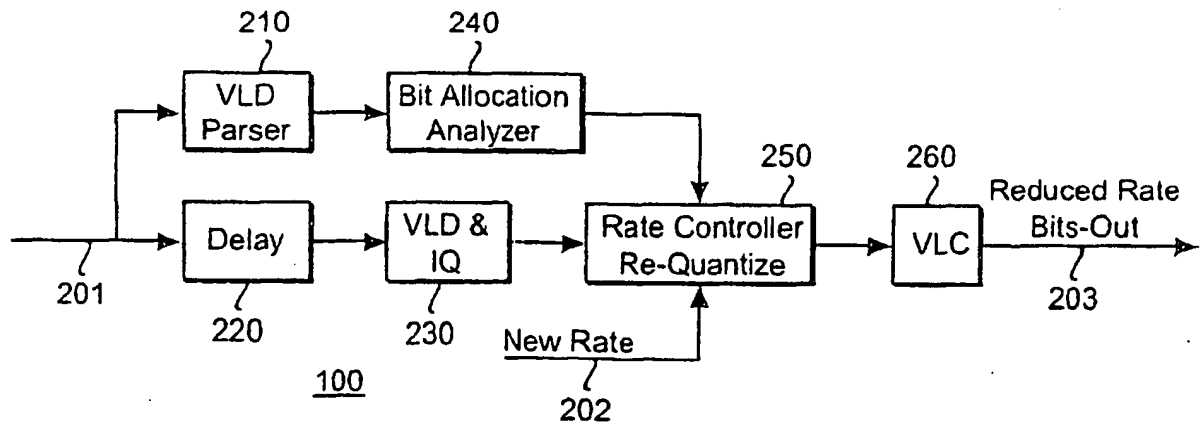 210
240
VLD
Parser
Bit Allocation
Analyzer
250
260
Reduced Rate
Bits-Out
Delay
VLD &
IQ
Rate Controller
Re-Quantize
VLC
201
220
230
New Rate
203
100
202